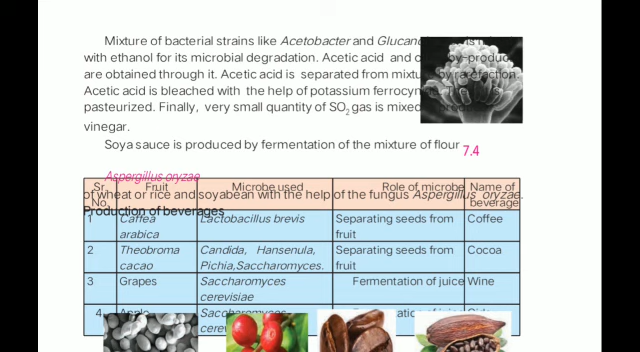 Mixture of bacterial strains like Acetobacter and
with ethanol for its microbial degradation. Acetic acid and by-product
are obtained through it. Acetic acid is separated from mixture by rarefaction.
Acetic acid is bleached with the help of potassium
pasteurized. Finally, very small quantity of SO2 gas is mixed
vinegar.
Soya sauce is produced by fermentation of the mixture of flour
7.4
Aspergillus oryzae
of wheat or rice and soyabean with the help of the fungus Aspergillus oryzae.
Production of beverages
Sr. No. Fruit Microbe used Role of microbe Name of beverage
1 Caffea arabica Lactobacillus brevis Separating seeds from fruit Coffee
2 Theobroma cacao Candida, Hansenula, Pichia,Saccharomyces. Separating seeds from fruit Cocoa
3 Grapes Saccharomyces cerevisiae Fermentation of juice Wine
4.